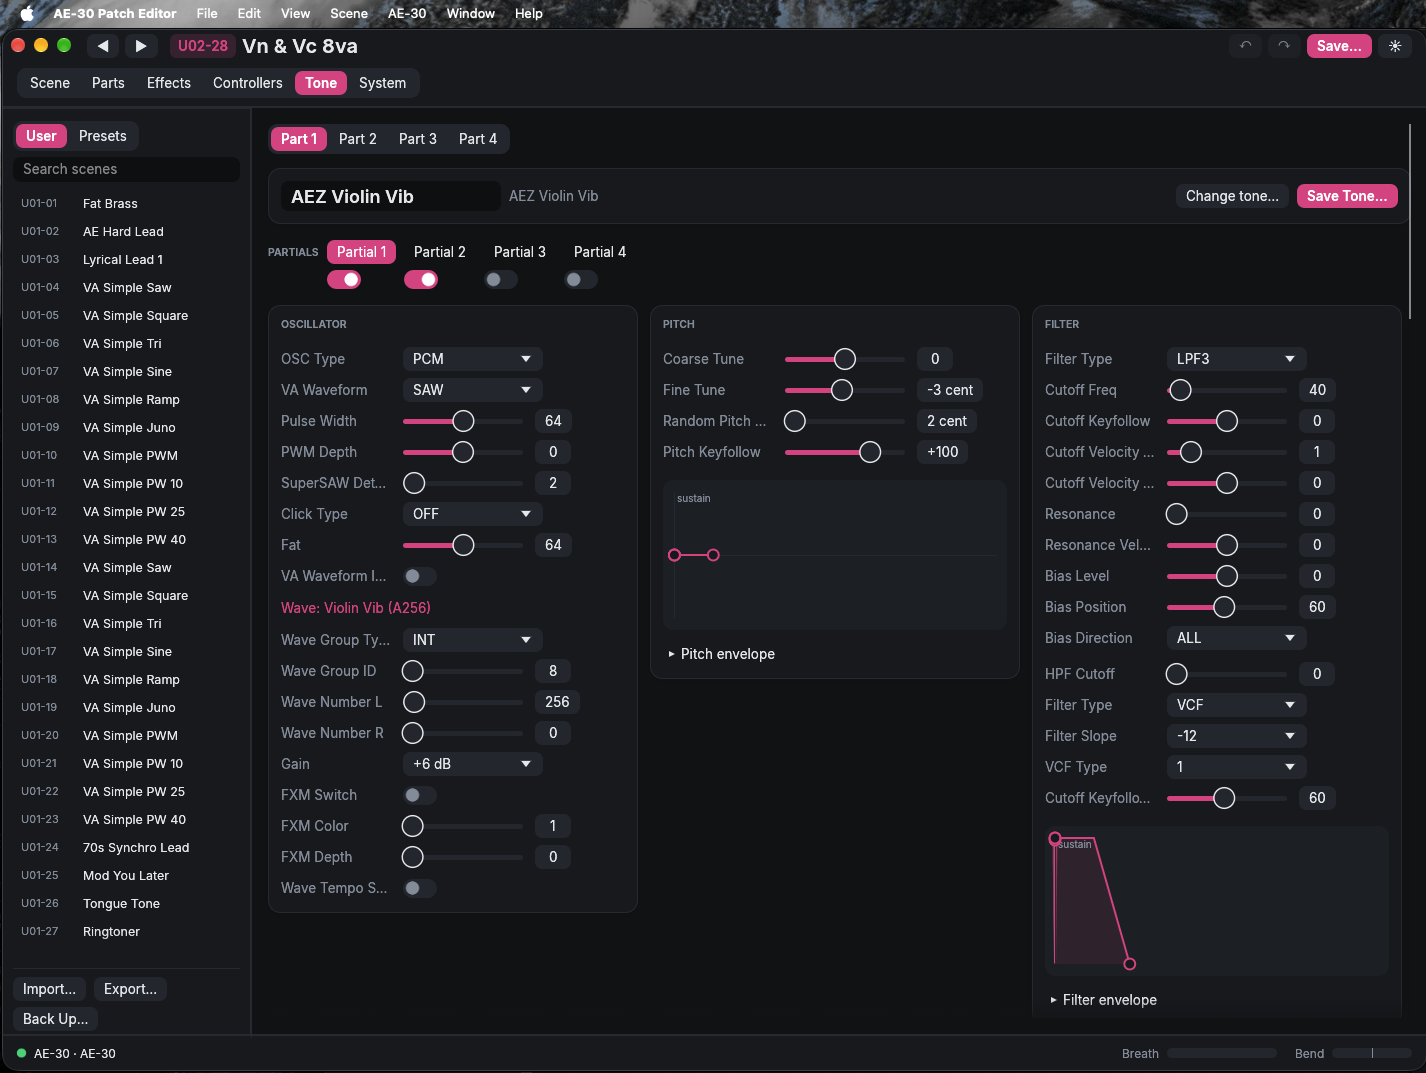 AE-30 Patch Editor File Edit View Scene AE-30 Window Help
U02-28 Vn & Vc 8va Save...
Scene Parts Effects Controllers Tone System
User Presets
Search scenes
U01-01 Fat Brass
U01-02 AE Hard Lead
U01-03 Lyrical Lead 1
U01-04 VA Simple Saw
U01-05 VA Simple Square
U01-06 VA Simple Tri
U01-07 VA Simple Sine
U01-08 VA Simple Ramp
U01-09 VA Simple Juno
U01-10 VA Simple PWM
U01-11 VA Simple PW 10
U01-12 VA Simple PW 25
U01-13 VA Simple PW 40
U01-14 VA Simple Saw
U01-15 VA Simple Square
U01-16 VA Simple Tri
U01-17 VA Simple Sine
U01-18 VA Simple Ramp
U01-19 VA Simple Juno
U01-20 VA Simple PWM
U01-21 VA Simple PW 10
U01-22 VA Simple PW 25
U01-23 VA Simple PW 40
U01-24 70s Synchro Lead
U01-25 Mod You Later
U01-26 Tongue Tone
U01-27 Ringtoner
Import... Export...
Back Up...
Part 1 Part 2 Part 3 Part 4
AEZ Violin Vib AEZ Violin Vib Change tone... Save Tone...
PARTIALS Partial 1 Partial 2 Partial 3 Partial 4
OSCILLATOR
OSC Type PCM
VA Waveform SAW
Pulse Width 64
PWM Depth 0
SuperSAW Det... 2
Click Type OFF
Fat 64
VA Waveform I...
Wave: Violin Vib (A256)
Wave Group Ty... INT
Wave Group ID 8
Wave Number L 256
Wave Number R 0
Gain +6 dB
FXM Switch
FXM Color 1
FXM Depth 0
Wave Tempo S...
PITCH
Coarse Tune 0
Fine Tune -3 cent
Random Pitch ... 2 cent
Pitch Keyfollow +100
sustain
Pitch envelope
FILTER
Filter Type LPF3
Cutoff Freq 40
Cutoff Keyfollow 0
Cutoff Velocity ... 1
Cutoff Velocity ... 0
Resonance 0
Resonance Vel... 0
Bias Level 0
Bias Position 60
Bias Direction ALL
HPF Cutoff 0
Filter Type VCF
Filter Slope -12
VCF Type 1
Cutoff Keyfollo... 60
sustain
Filter envelope
AE-30 · AE-30 Breath Bend